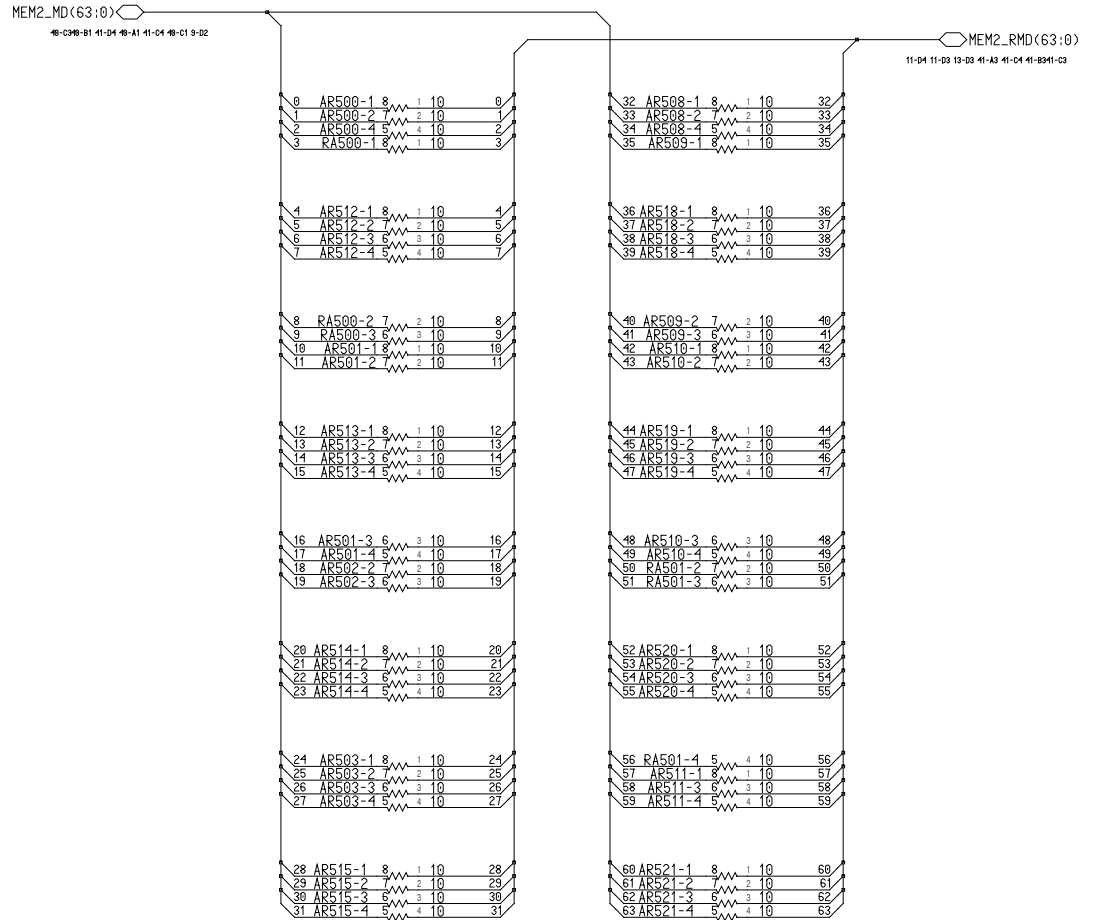 MEM2_MD(63:0)
MEM2_RMD(63:0)
11-D4 11-D3 13-D3 41-A3 41-C4 41-B341-C3
0 AR500-1 8 1 10 0
1 AR500-2 7 2 10 1
2 AR500-4 5 4 10 2
3 RA500-1 8 1 10 3
4 AR512-1 8 1 10 4
5 AR512-2 7 2 10 5
6 AR512-3 6 3 10 6
7 AR512-4 5 4 10 7
8 RA500-2 7 2 10 8
9 RA500-3 6 3 10 9
10 AR501-1 8 1 10 10
11 AR501-2 7 2 10 11
12 AR513-1 8 1 10 12
13 AR513-2 7 2 10 13
14 AR513-3 6 3 10 14
15 AR513-4 5 4 10 15
16 AR501-3 6 3 10 16
17 AR501-4 5 4 10 17
18 AR502-2 7 2 10 18
19 AR502-3 6 3 10 19
20 AR514-1 8 1 10 20
21 AR514-2 7 2 10 21
22 AR514-3 6 3 10 22
23 AR514-4 5 4 10 23
24 AR503-1 8 1 10 24
25 AR503-2 7 2 10 25
26 AR503-3 6 3 10 26
27 AR503-4 5 4 10 27
28 AR515-1 8 1 10 28
29 AR515-2 7 2 10 29
30 AR515-3 6 3 10 30
31 AR515-4 5 4 10 31
32 AR508-1 8 1 10 32
33 AR508-2 7 2 10 33
34 AR508-4 5 4 10 34
35 AR509-1 8 1 10 35
36 AR518-1 8 1 10 36
37 AR518-2 7 2 10 37
38 AR518-3 6 3 10 38
39 AR518-4 5 4 10 39
40 AR509-2 7 2 10 40
41 AR509-3 6 3 10 41
42 AR510-1 8 1 10 42
43 AR510-2 7 2 10 43
44 AR519-1 8 1 10 44
45 AR519-2 7 2 10 45
46 AR519-3 6 3 10 46
47 AR519-4 5 4 10 47
48 AR510-3 6 3 10 48
49 AR510-4 5 4 10 49
50 RA501-2 7 2 10 50
51 RA501-3 6 3 10 51
52 AR520-1 8 1 10 52
53 AR520-2 7 2 10 53
54 AR520-3 6 3 10 54
55 AR520-4 5 4 10 55
56 RA501-4 5 4 10 56
57 AR511-1 8 1 10 57
58 AR511-3 6 3 10 58
59 AR511-4 5 4 10 59
60 AR521-1 8 1 10 60
61 AR521-2 7 2 10 61
62 AR521-3 6 3 10 62
63 AR521-4 5 4 10 63